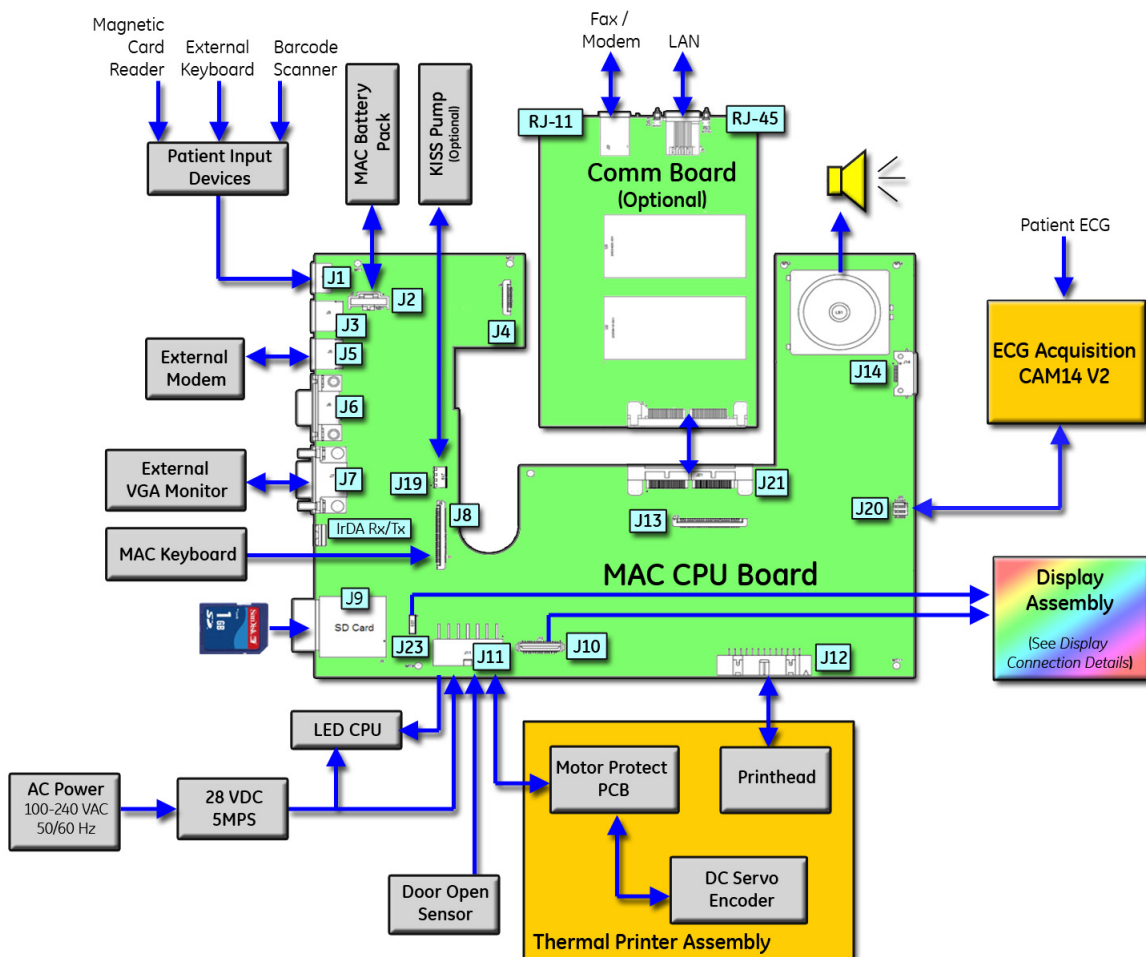 Magnetic
Card
Reader
External
Keyboard
Barcode
Scanner
Fax /
Modem
LAN
MAC Battery
Pack
KISS Pump
(Optional)
RJ-11
RJ-45
Patient Input
Devices
Comm Board
(Optional)
Patient ECG
J1
J2
J3
J4
J5
External
Modem
J6
J14
ECG Acquisition
CAM14 V2
External
VGA Monitor
J7
J19
J8
J21
J13
J20
IrDA Rx/Tx
MAC Keyboard
MAC CPU Board
Display
Assembly
(See Display
Connection Details)
SanDisk
1
GB
SD
J9
SD Card
J23
J11
J10
J12
LED CPU
AC Power
100-240 VAC
50/60 Hz
28 VDC
5MPS
Motor Protect
PCB
Printhead
Door Open
Sensor
DC Servo
Encoder
Thermal Printer Assembly